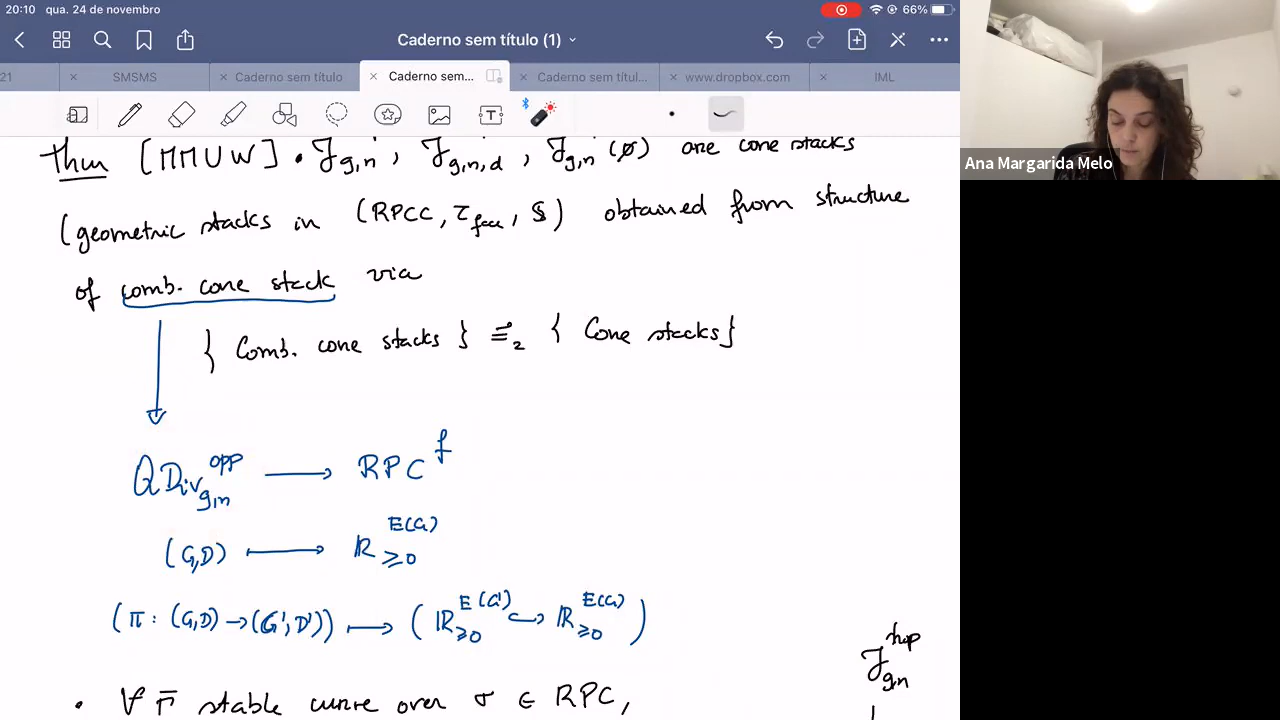 20:10 qua. 24 de novembro
66%
Caderno sem título (1)
21
SMSMS
Caderno sem título
Caderno sem...
Caderno sem títul...
www.dropbox.com
IML
Ana Margarida Melo
Thm [MMUW] • J_{g,n}, J_{g,n,d}, J_{g,n}(ϕ) are cone stacks
(geometric stacks in (RPCC, τ_{face}, S) obtained from structure
of comb. cone stack via
{ Comb. cone stacks } ≡_2 { Cone stacks }
QDiv_{g,n}^{opp} ⟶ RPC^f
(G,D) ⟼ ℝ_{≥0}^{E(G)}
(π : (G,D) → (G',D')) ⟼ (ℝ_{≥0}^{E(G')} ↪ ℝ_{≥0}^{E(G)})
J_{g,n}^{trop}
• ∀ Γ̄ stable curve over σ ∈ RPC,